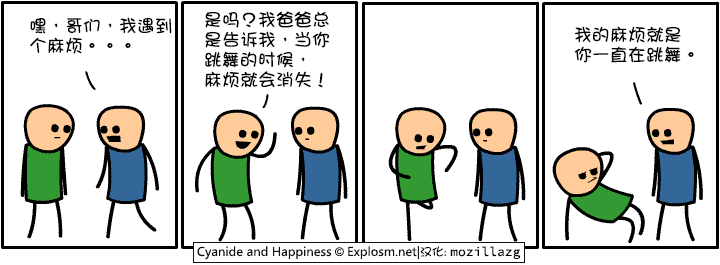 嘿，哥们，我遇到
个麻烦。。。
是吗？我爸爸总
是告诉我，当你
跳舞的时候，
麻烦就会消失！
我的麻烦就是
你一直在跳舞。
Cyanide and Happiness © Explosm.net|汉化: mozillazg